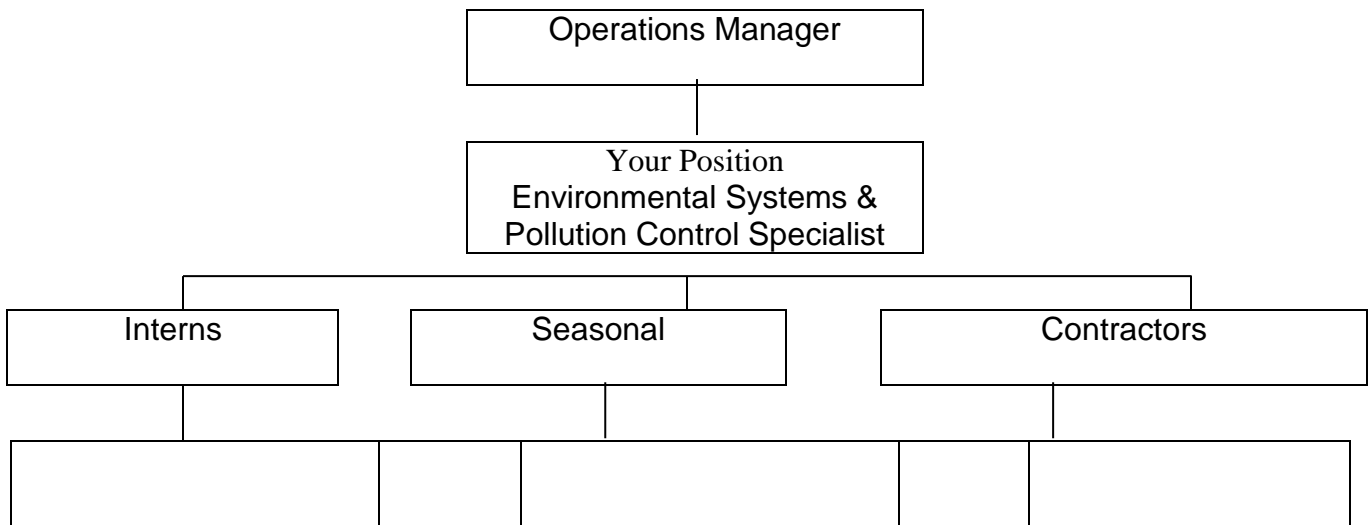 Operations Manager
Your Position
Environmental Systems &
Pollution Control Specialist
Interns
Seasonal
Contractors